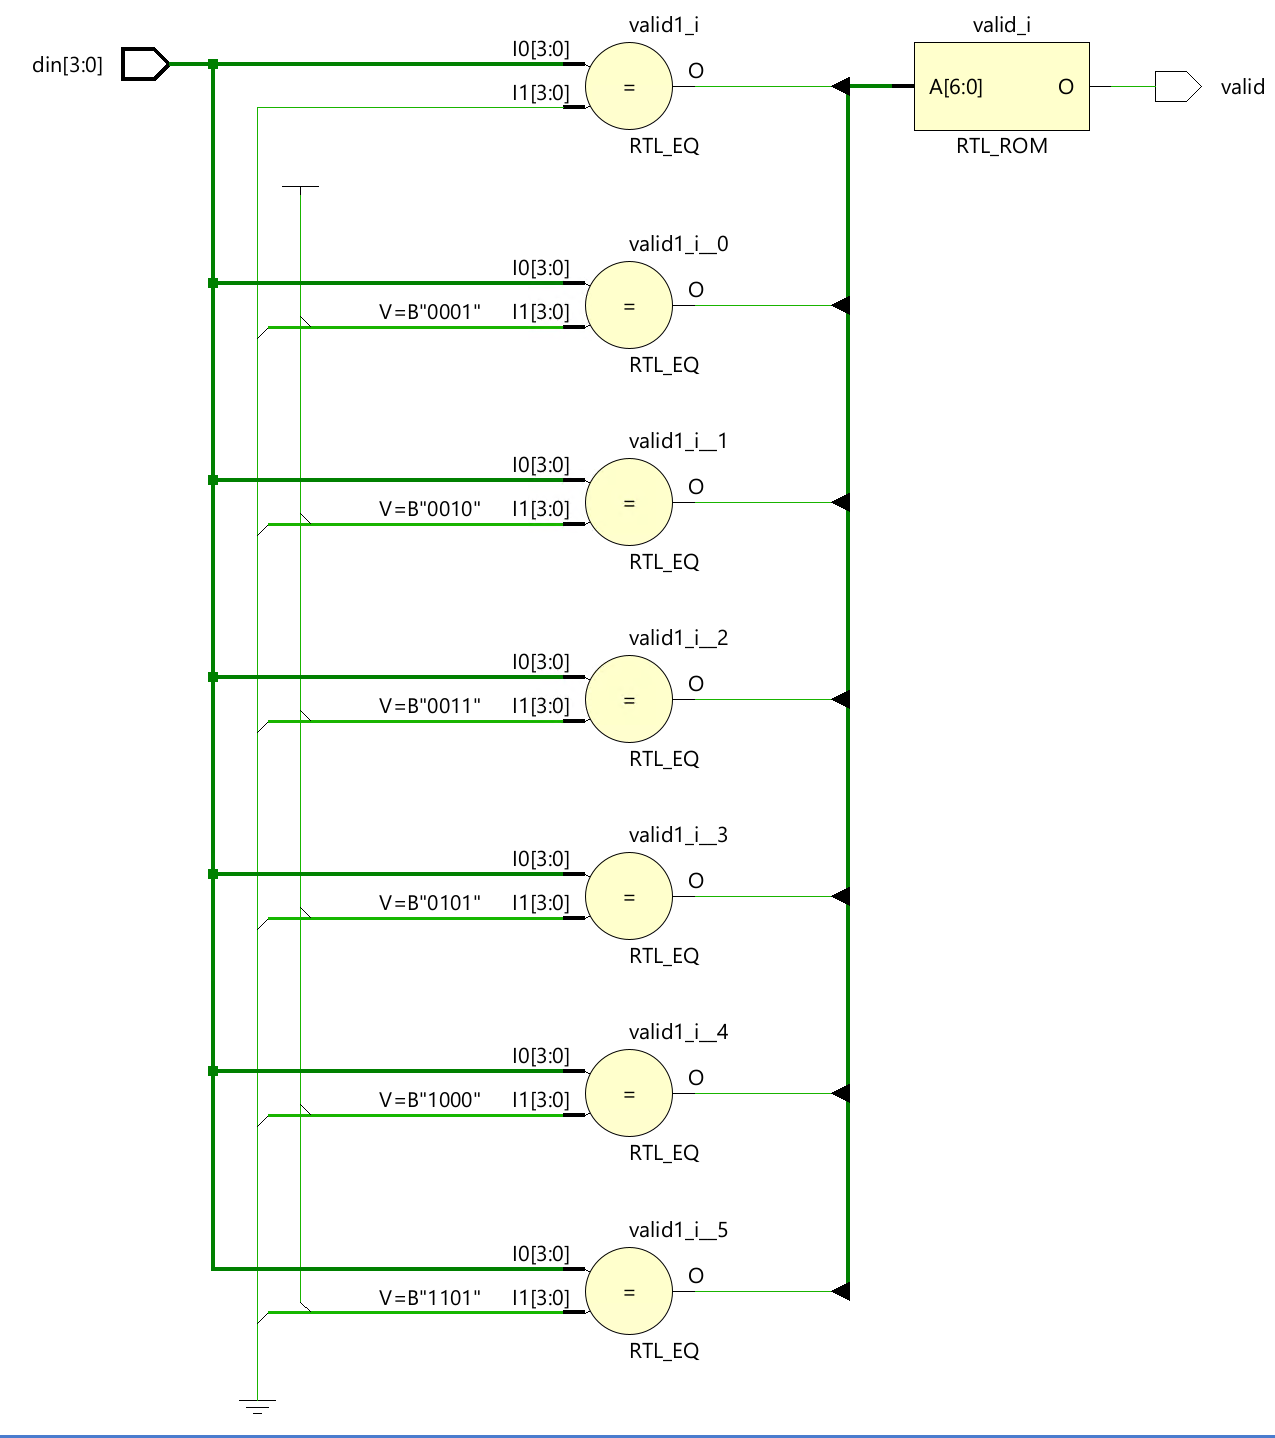 din[3:0]
valid1_i
I0[3:0]
I1[3:0]
=
O
RTL_EQ
valid_i
A[6:0]
O
RTL_ROM
valid
valid1_i__0
I0[3:0]
V=B"0001"
I1[3:0]
=
O
RTL_EQ
valid1_i__1
I0[3:0]
V=B"0010"
I1[3:0]
=
O
RTL_EQ
valid1_i__2
I0[3:0]
V=B"0011"
I1[3:0]
=
O
RTL_EQ
valid1_i__3
I0[3:0]
V=B"0101"
I1[3:0]
=
O
RTL_EQ
valid1_i__4
I0[3:0]
V=B"1000"
I1[3:0]
=
O
RTL_EQ
valid1_i__5
I0[3:0]
V=B"1101"
I1[3:0]
=
O
RTL_EQ